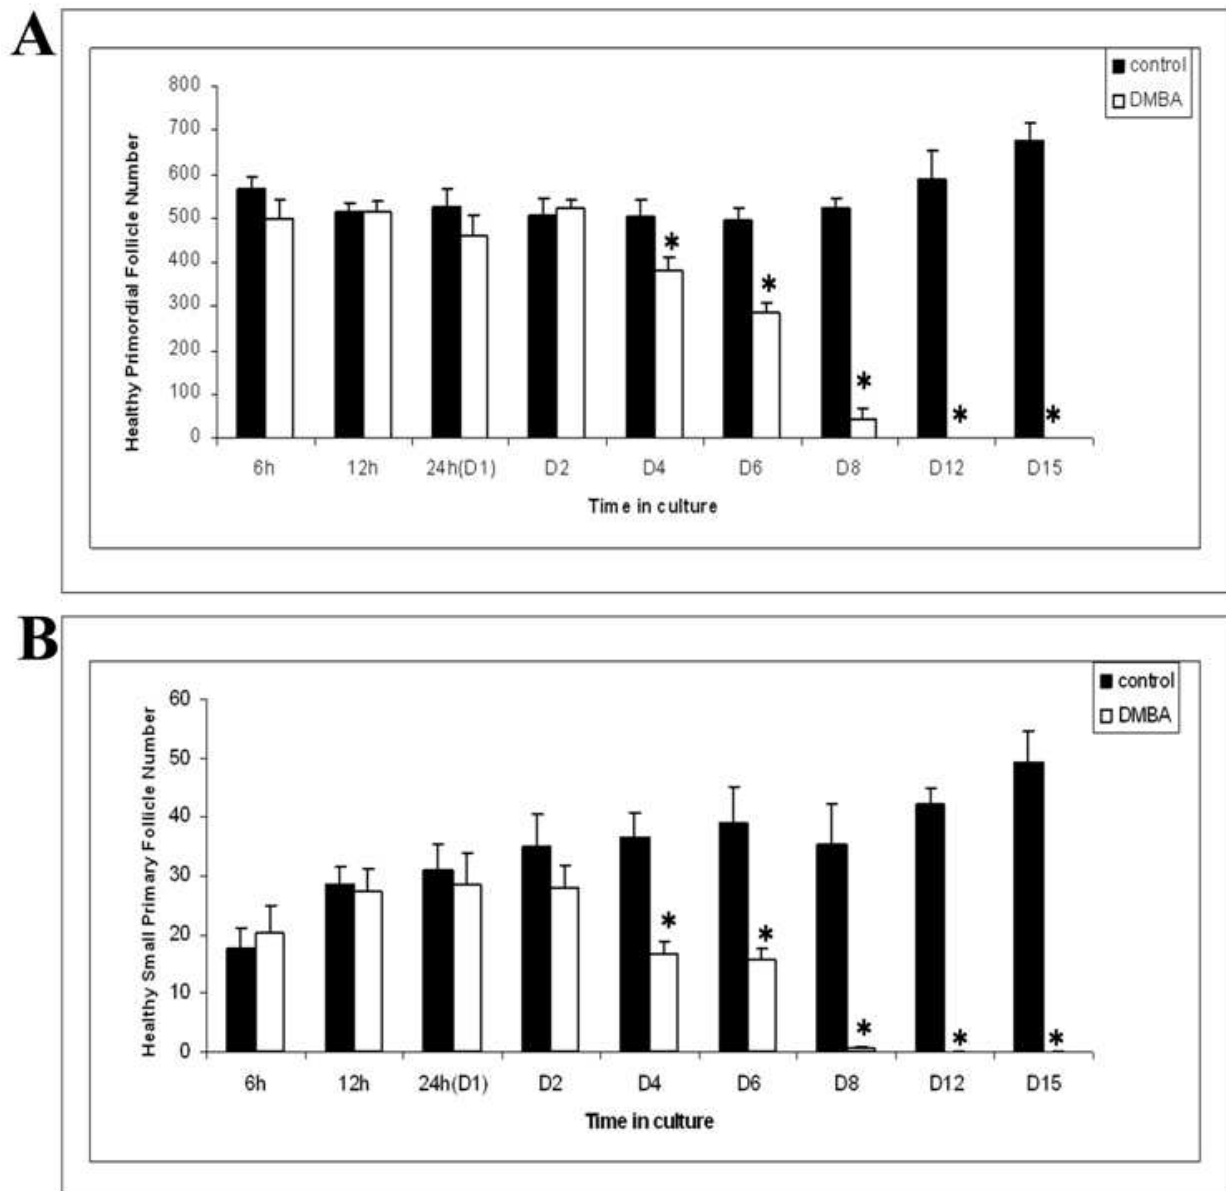 A
control
DMBA
Healthy Primordial Follicle Number
800
700
600
500
400
300
200
100
0
*
*
*
*
*
6h 12h 24h(D1) D2 D4 D6 D8 D12 D15
Time in culture
B
control
DMBA
Healthy Small Primary Follicle Number
60
50
40
30
20
10
0
*
*
*
*
*
6h 12h 24h(D1) D2 D4 D6 D8 D12 D15
Time in culture